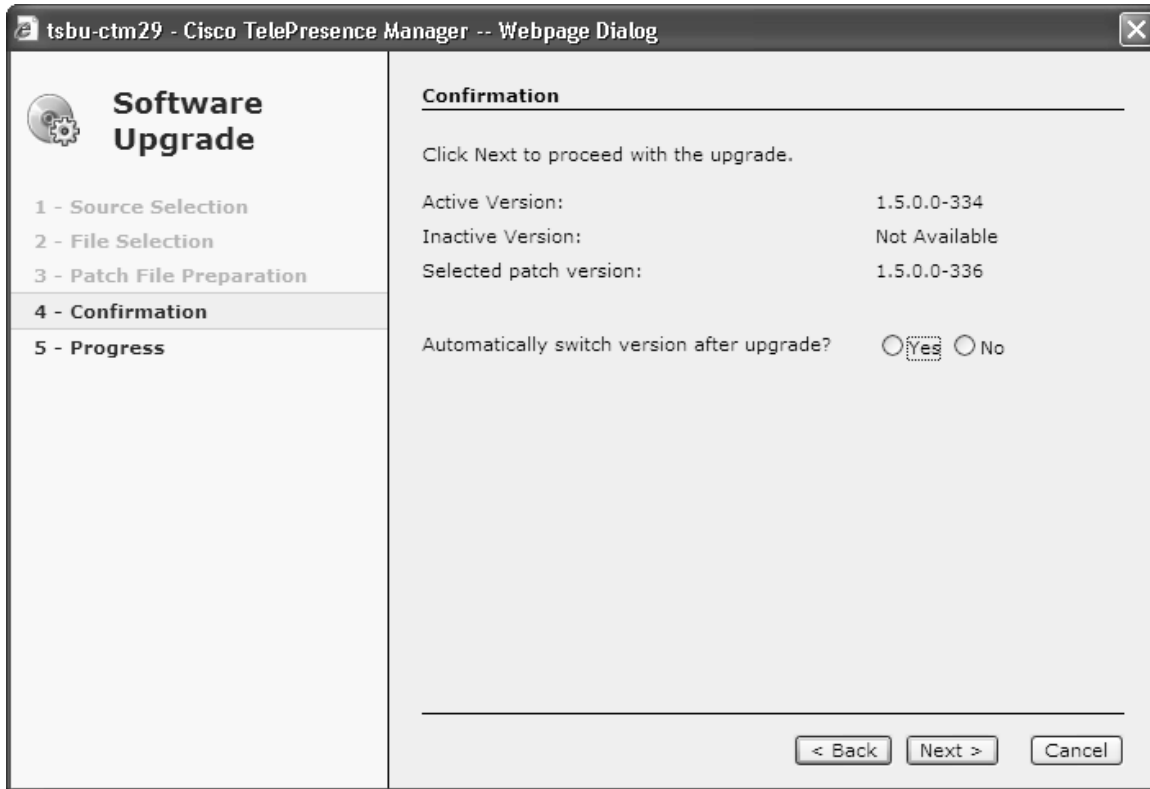 tsbu-ctm29 - Cisco TelePresence Manager -- Webpage Dialog
Software
Upgrade
1 - Source Selection
2 - File Selection
3 - Patch File Preparation
4 - Confirmation
5 - Progress
Confirmation
Click Next to proceed with the upgrade.
Active Version: 1.5.0.0-334
Inactive Version: Not Available
Selected patch version: 1.5.0.0-336
Automatically switch version after upgrade? Yes No
< Back Next > Cancel